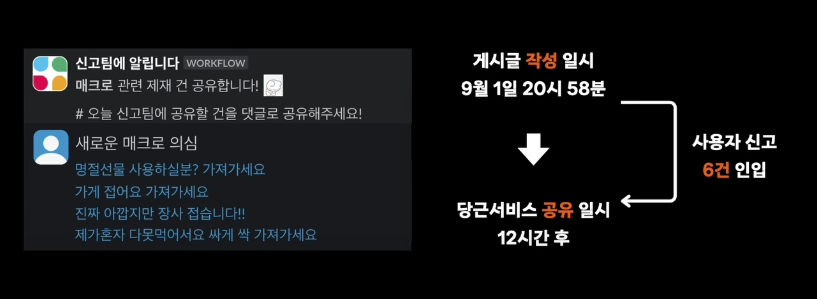 신고팀에 알립니다 WORKFLOW
매크로 관련 제재 건 공유합니다!
# 오늘 신고팀에 공유할 건을 댓글로 공유해주세요!
새로운 매크로 의심
명절선물 사용하실분? 가져가세요
가게 접어요 가져가세요
진짜 아깝지만 장사 접습니다!!
제가혼자 다못먹어서요 싸게 싹 가져가세요
게시글 작성 일시
9월 1일 20시 58분
사용자 신고
6건 인입
당근서비스 공유 일시
12시간 후